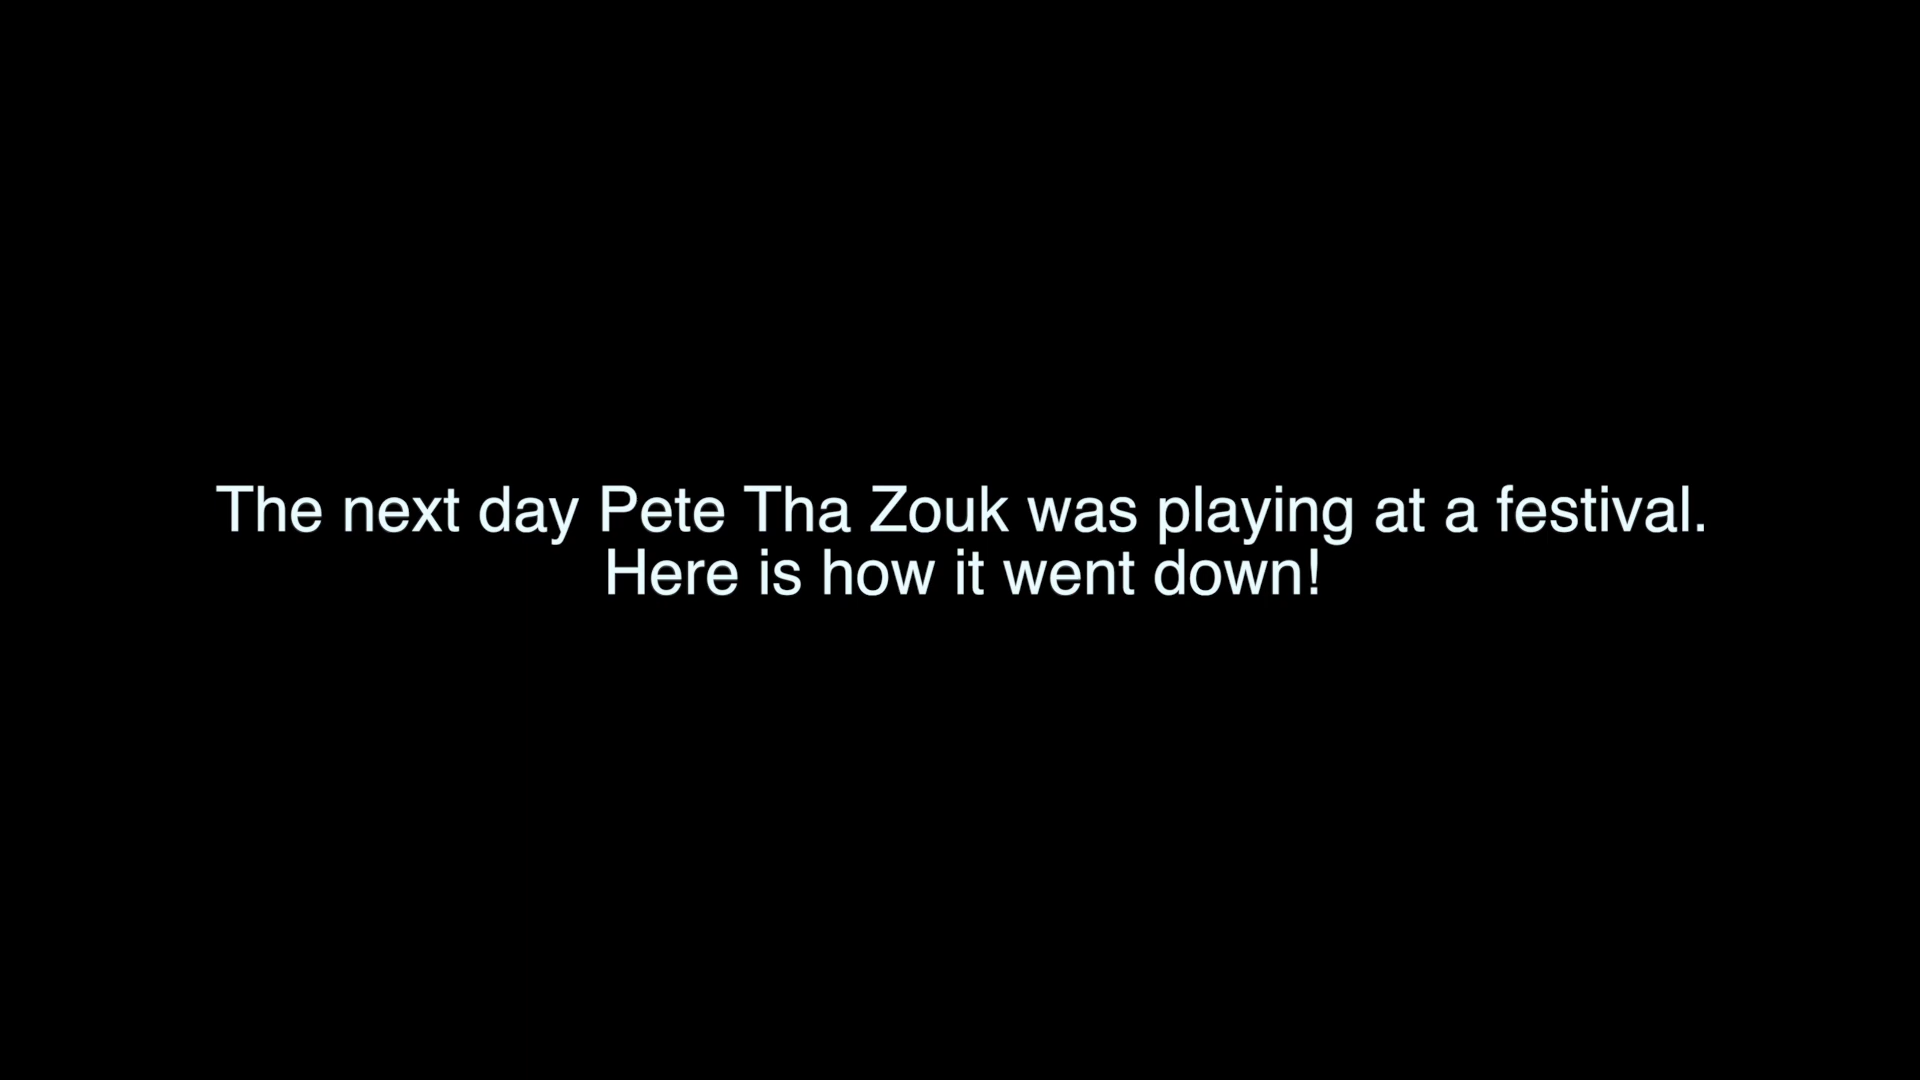 The next day Pete Tha Zouk was playing at a festival.
Here is how it went down!